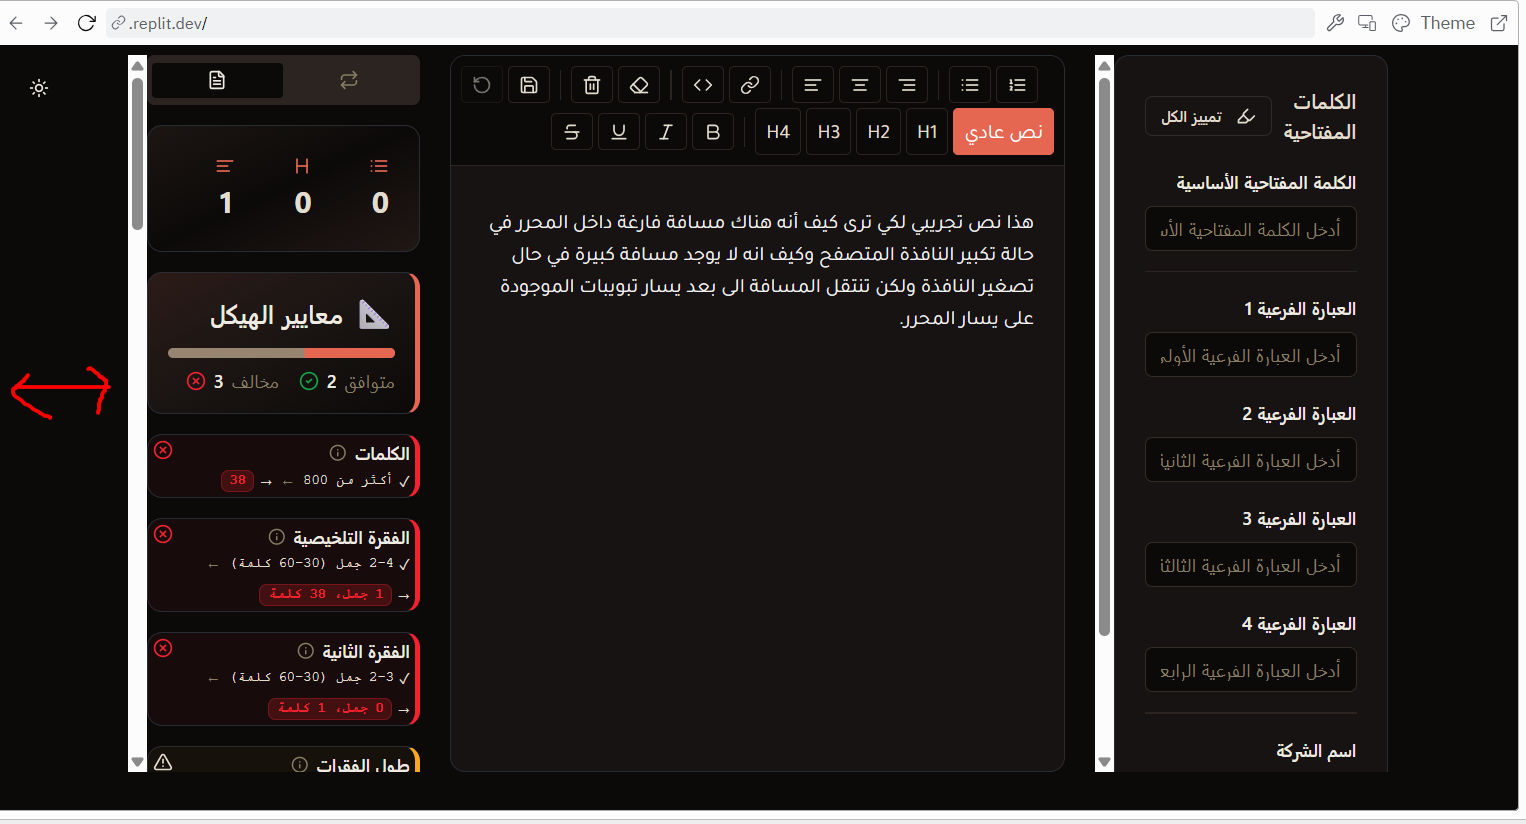 .replit.dev/
Theme
الكلمات المفتاحية
تمييز الكل
الكلمة المفتاحية الأساسية
أدخل الكلمة المفتاحية الأس
العبارة الفرعية 1
أدخل العبارة الفرعية الأولى
العبارة الفرعية 2
أدخل العبارة الفرعية الثانية
العبارة الفرعية 3
أدخل العبارة الفرعية الثالثة
العبارة الفرعية 4
أدخل العبارة الفرعية الرابع
اسم الشركة
نص عادي H1 H2 H3 H4 B I U S
هذا نص تجريبي لكي ترى كيف أنه هناك مسافة فارغة داخل المحرر في
حالة تكبير النافذة المتصفح وكيف انه لا يوجد مسافة كبيرة في حال
تصغير النافذة ولكن تنتقل المسافة الى بعد يسار تبويبات الموجودة
على يسار المحرر.
H
0 0 1
معايير الهيكل
متوافق 2 مخالف 3
الكلمات
✓ أكثر من 800 ← → 38
الفقرة التلخيصية
✓ 2-4 جمل (30-60 كلمة) ←
→ 1 جمل، 38 كلمة
الفقرة الثانية
✓ 2-3 جمل (30-60 كلمة) ←
→ 0 جمل، 1 كلمة
طول الفقرات